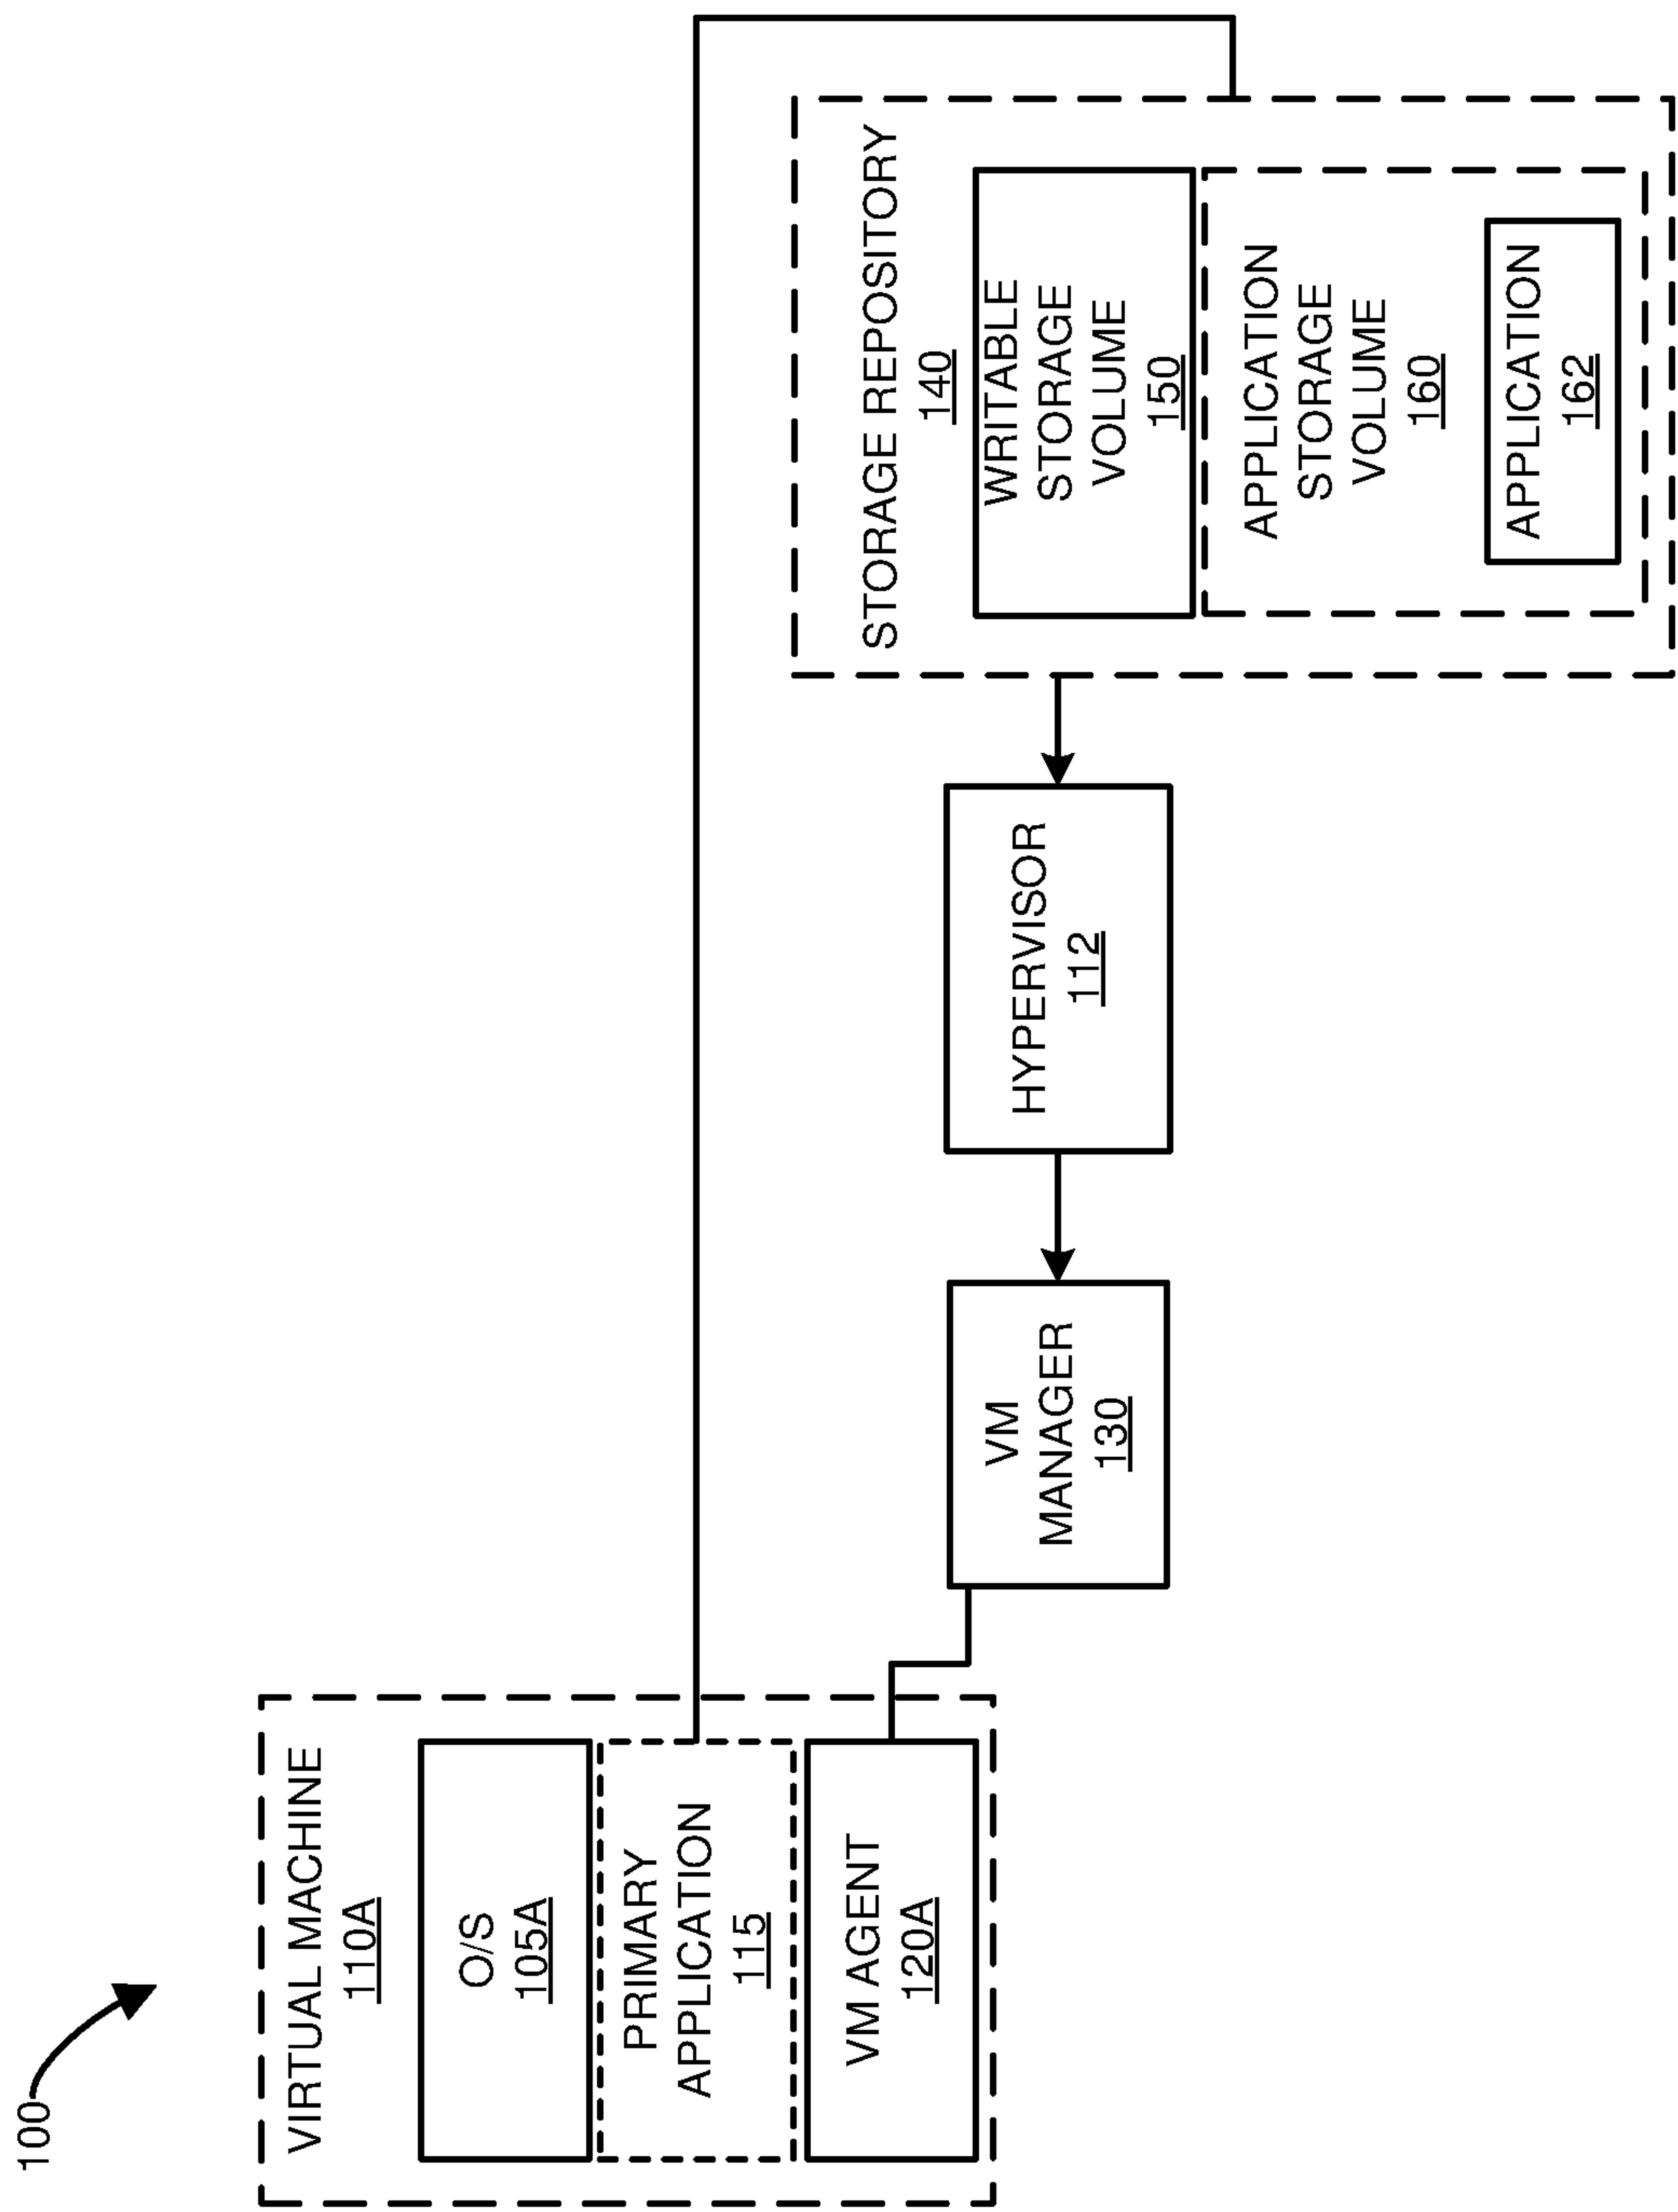 100
VIRTUAL MACHINE
110A
O/S
105A
PRIMARY
APPLICATION
115
VM AGENT
120A
VM
MANAGER
130
HYPERVISOR
112
STORAGE REPOSITORY
140
WRITABLE
STORAGE
VOLUME
150
APPLICATION
STORAGE
VOLUME
160
APPLICATION
162